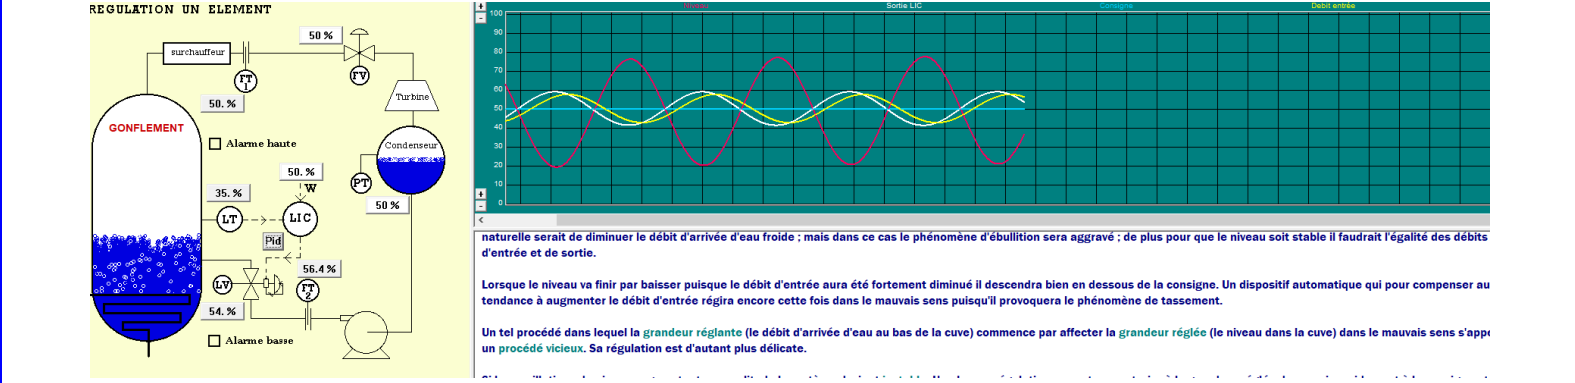 REGULATION UN ELEMENT
50 %
surchauffeur
FT
1
FV
50. %
Turbine
GONFLEMENT
Alarme haute
Condenseur
50. %
W
PT
35. %
50 %
LT
LIC
Pid
56.4 %
LV
FT
2
54. %
Alarme basse
Niveau Sortie LIC Consigne Debit entrée
+
-
100
90
80
70
60
50
40
30
20
10
0
+
-
<
naturelle serait de diminuer le débit d'arrivée d'eau froide ; mais dans ce cas le phénomène d'ébullition sera aggravé ; de plus pour que le niveau soit stable il faudrait l'égalité des débits
d'entrée et de sortie.
Lorsque le niveau va finir par baisser puisque le débit d'entrée aura été fortement diminué il descendra bien en dessous de la consigne. Un dispositif automatique qui pour compenser au
tendance à augmenter le débit d'entrée régira encore cette fois dans le mauvais sens puisqu'il provoquera le phénomène de tassement.
Un tel procédé dans lequel la grandeur réglante (le débit d'arrivée d'eau au bas de la cuve) commence par affecter la grandeur réglée (le niveau dans la cuve) dans le mauvais sens s'appe
un procédé vicieux. Sa régulation est d'autant plus délicate.